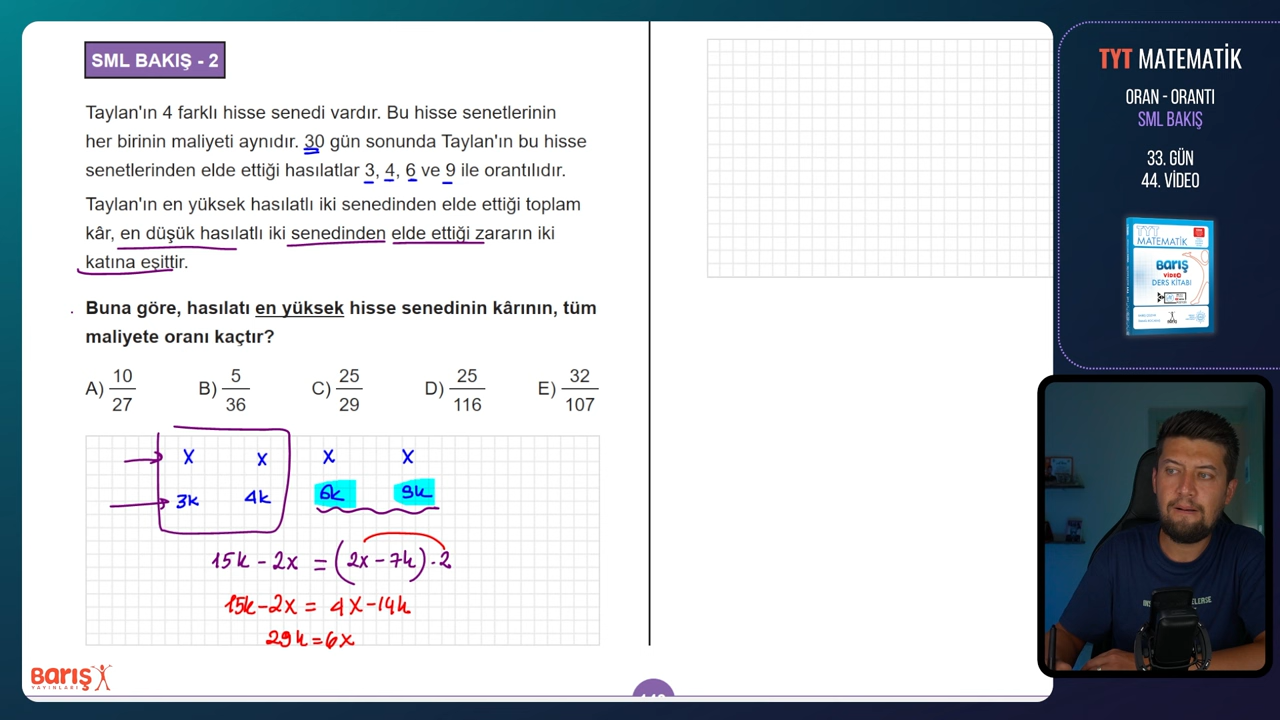 SML BAKIŞ - 2
Taylan'ın 4 farklı hisse senedi vardır. Bu hisse senetlerinin
her birinin maliyeti aynıdır. 30 gün sonunda Taylan'ın bu hisse
senetlerinden elde ettiği hasılatlar 3, 4, 6 ve 9 ile orantılıdır.
Taylan'ın en yüksek hasılatlı iki senedinden elde ettiği toplam
kâr, en düşük hasılatlı iki senedinden elde ettiği zararın iki
katına eşittir.
Buna göre, hasılatı en yüksek hisse senedinin kârının, tüm
maliyete oranı kaçtır?
A) 10/27 B) 5/36 C) 25/29 D) 25/116 E) 32/107
x x x x
3k 4k 6k 9k
15k - 2x = (2x - 7k) · 2
15k - 2x = 4x - 14k
29k = 6x
BARIŞ
YAYINLARI
TYT MATEMATİK
ORAN - ORANTI
SML BAKIŞ
33. GÜN
44. VİDEO
TYT
MATEMATİK
BARIŞ
VİDEO
DERS KİTABI